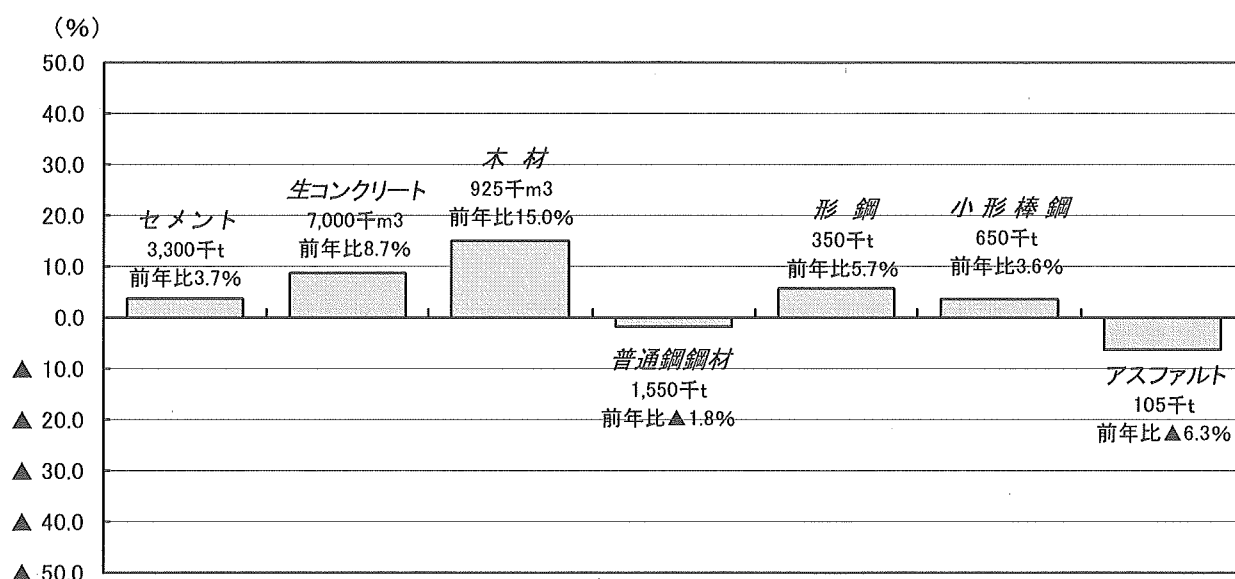 (%)
50.0
40.0
30.0
20.0
10.0
0.0
▲ 10.0
▲ 20.0
▲ 30.0
▲ 40.0
▲ 50.0
セメント
3,300千t
前年比3.7%
生コンクリート
7,000千m3
前年比8.7%
木 材
925千m3
前年比15.0%
普通鋼鋼材
1,550千t
前年比▲1.8%
形 鋼
350千t
前年比5.7%
小 形 棒 鋼
650千t
前年比3.6%
アスファルト
105千t
前年比▲6.3%